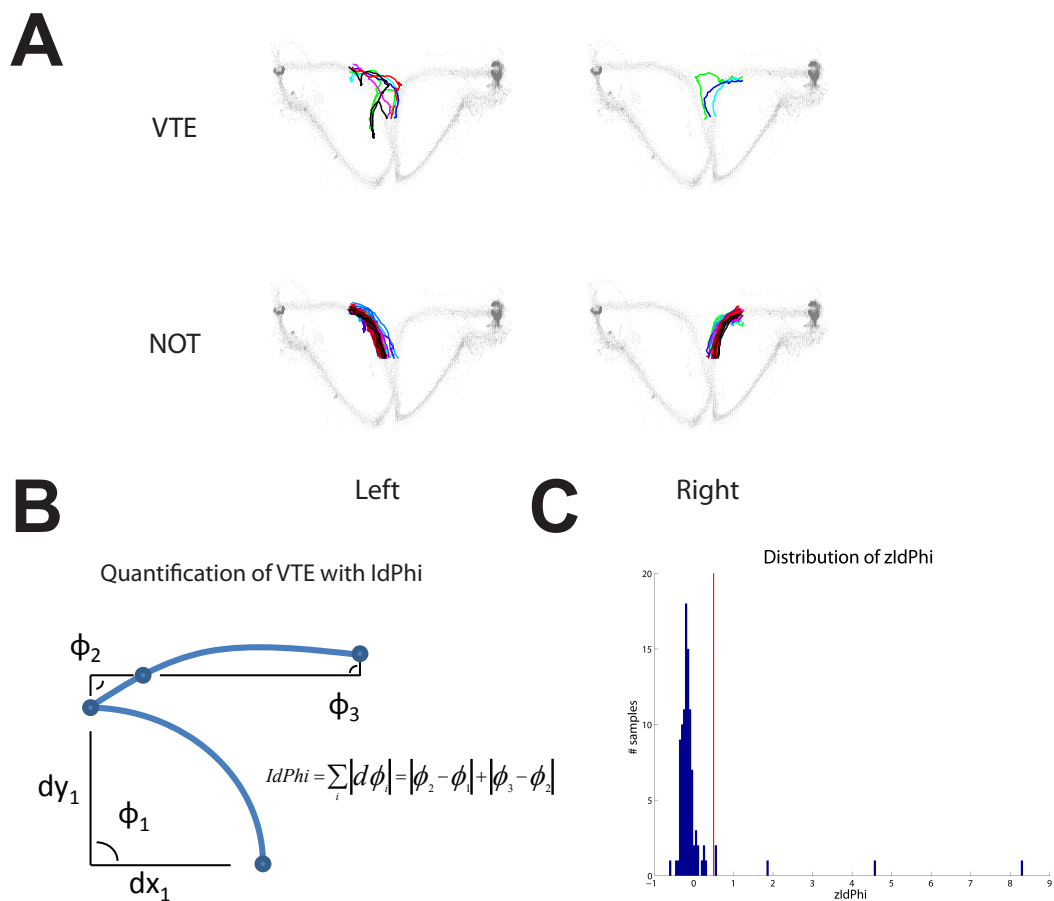 A
VTE
NOT
Left
Right
B
Quantification of VTE with IdPhi
ϕ2
ϕ3
dy1
ϕ1
dx1
IdPhi = ∑i |dϕi| = |ϕ2 − ϕ1| + |ϕ3 − ϕ2|
C
Distribution of zIdPhi
# samples
20
15
10
5
0
−1 0 1 2 3 4 5 6 7 8 9
zIdPhi